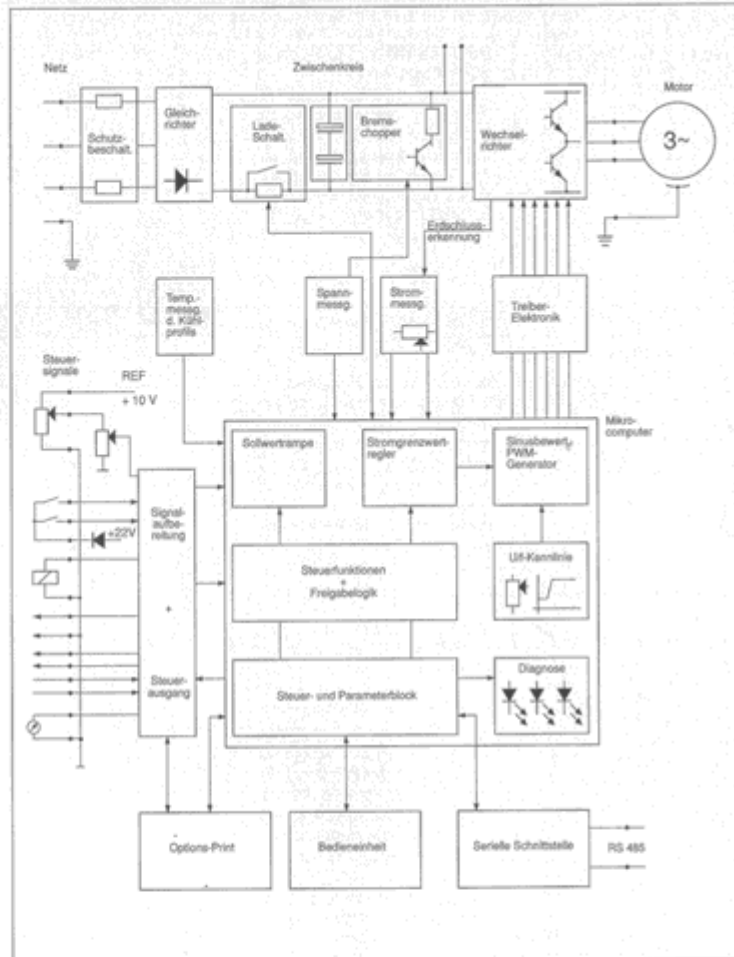 Netz
Zwischenkreis
Motor
Schutz-
beschalt.
Gleich-
richter
Lade-
Schalt.
Brems-
chopper
Wechsel-
richter
3~
Erdschluss-
erkennung
Temp.-
messg.
d. Kühl-
profils
Spann-
messg.
Strom-
messg.
Treiber-
Elektronik
Steuer-
signale
REF
+ 10 V
Mikro-
computer
Sollwertrampe
Stromgrenzwert-
regler
Sinusbewert.
PWM-
Generator
Signal-
aufbe-
reitung
+
Steuer-
ausgang
+22V
Steuerfunktionen
+
Freigabelogik
U/f-Kennlinie
Steuer- und Parameterblock
Diagnose
Options-Print
Bedieneinheit
Serielle Schnittstelle
RS 485